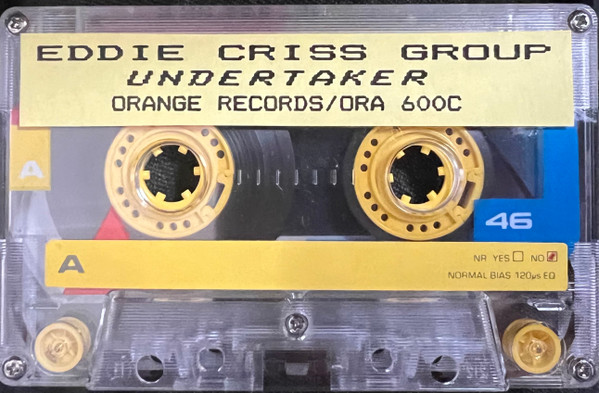 EDDIE CRISS GROUP
UNDERTAKER
ORANGE RECORDS/ORA 600C
A
46
A
NR YES NO
NORMAL BIAS 120µs EQ